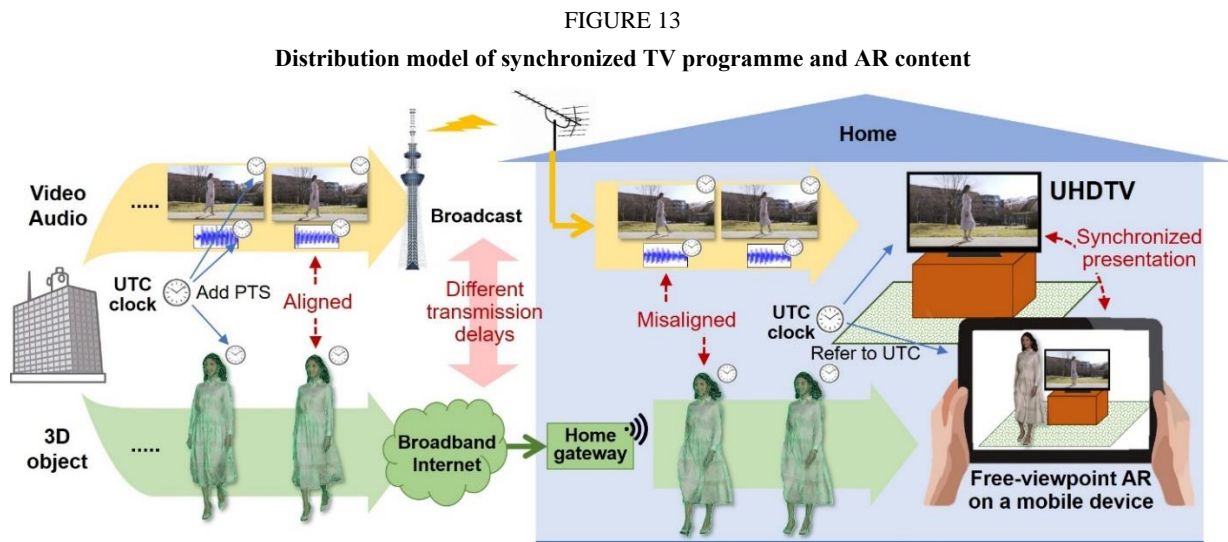 FIGURE 13
Distribution model of synchronized TV programme and AR content
Home
Video
Audio
.....
Broadcast
UHDTV
UTC
clock
Add PTS
Aligned
Different
transmission
delays
Misaligned
UTC
clock
Refer to UTC
Synchronized
presentation
3D
object
.....
Broadband
Internet
Home
gateway
Free-viewpoint AR
on a mobile device